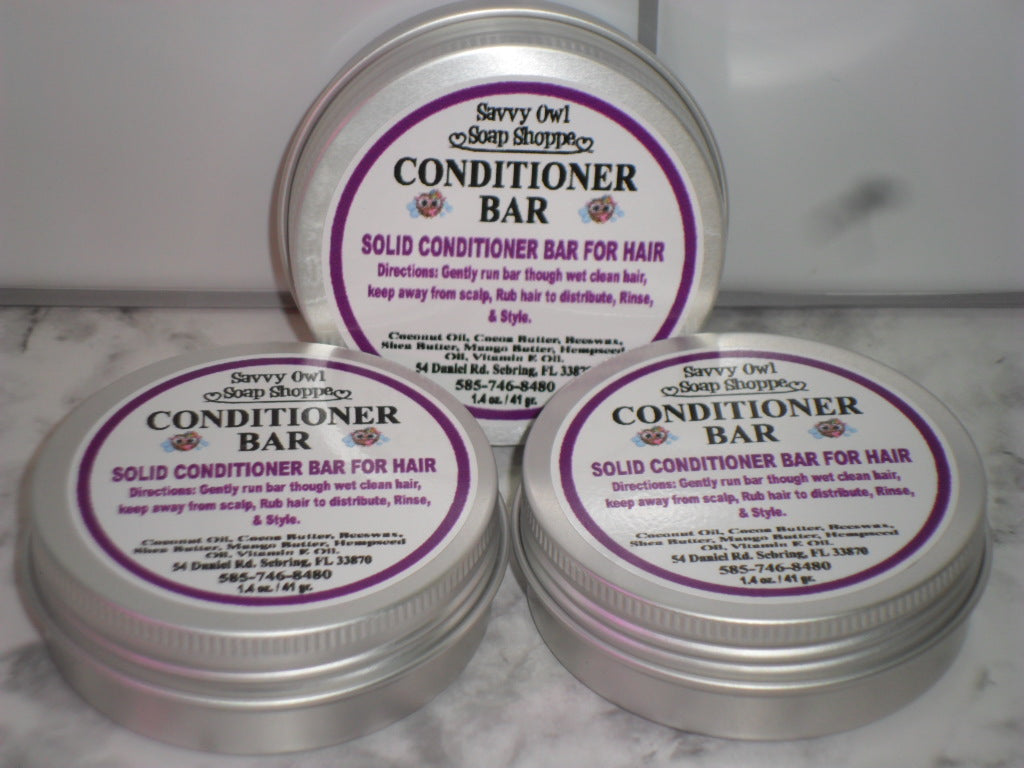 Savvy Owl
Soap Shoppe
CONDITIONER
BAR
SOLID CONDITIONER BAR FOR HAIR
Directions: Gently run bar though wet clean hair,
keep away from scalp, Rub hair to distribute, Rinse,
& Style.
Coconut Oil, Cocoa Butter, Beeswax,
Shea Butter, Mango Butter, Hempseed
Oil, Vitamin E Oil.
54 Daniel Rd. Sebring, FL 3387
585-746-8480
1.4 oz. / 41 gr.
Savvy Owl
Soap Shoppe
CONDITIONER
BAR
SOLID CONDITIONER BAR FOR HAIR
Directions: Gently run bar though wet clean hair,
keep away from scalp, Rub hair to distribute, Rinse,
& Style.
Coconut Oil, Cocoa Butter, Beeswax,
Shea Butter, Mango Butter, Hempseed
Oil, Vitamin E Oil.
54 Daniel Rd. Sebring, FL 33870
585-746-8480
1.4 oz. / 41 gr.
Savvy Owl
Soap Shoppe
CONDITIONER
BAR
SOLID CONDITIONER BAR FOR HAIR
Directions: Gently run bar though wet clean hair,
keep away from scalp, Rub hair to distribute, Rinse,
& Style.
Coconut Oil, Cocoa Butter, Beeswax,
Shea Butter, Mango Butter, Hempseed
Oil, Vitamin E Oil.
54 Daniel Rd. Sebring, FL 33870
585-746-8480
1.4 oz. / 41 gr.